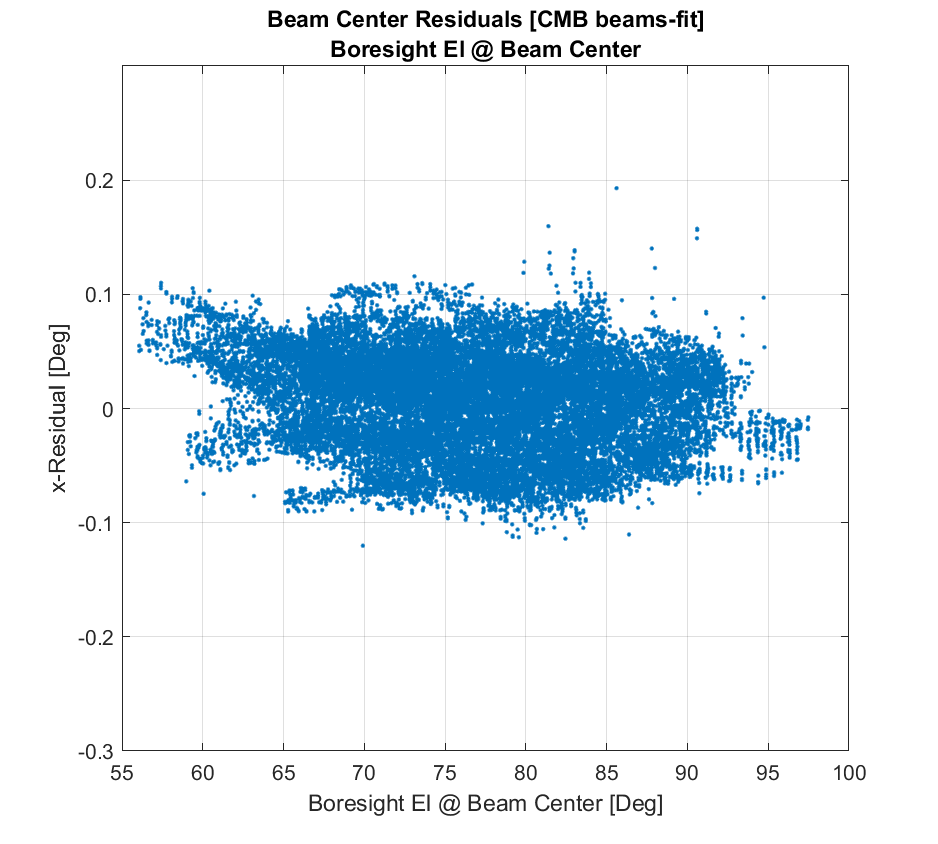 Beam Center Residuals [CMB beams-fit]
Boresight El @ Beam Center
0.2
0.1
0
-0.1
-0.2
-0.3
x-Residual [Deg]
55 60 65 70 75 80 85 90 95 100
Boresight El @ Beam Center [Deg]